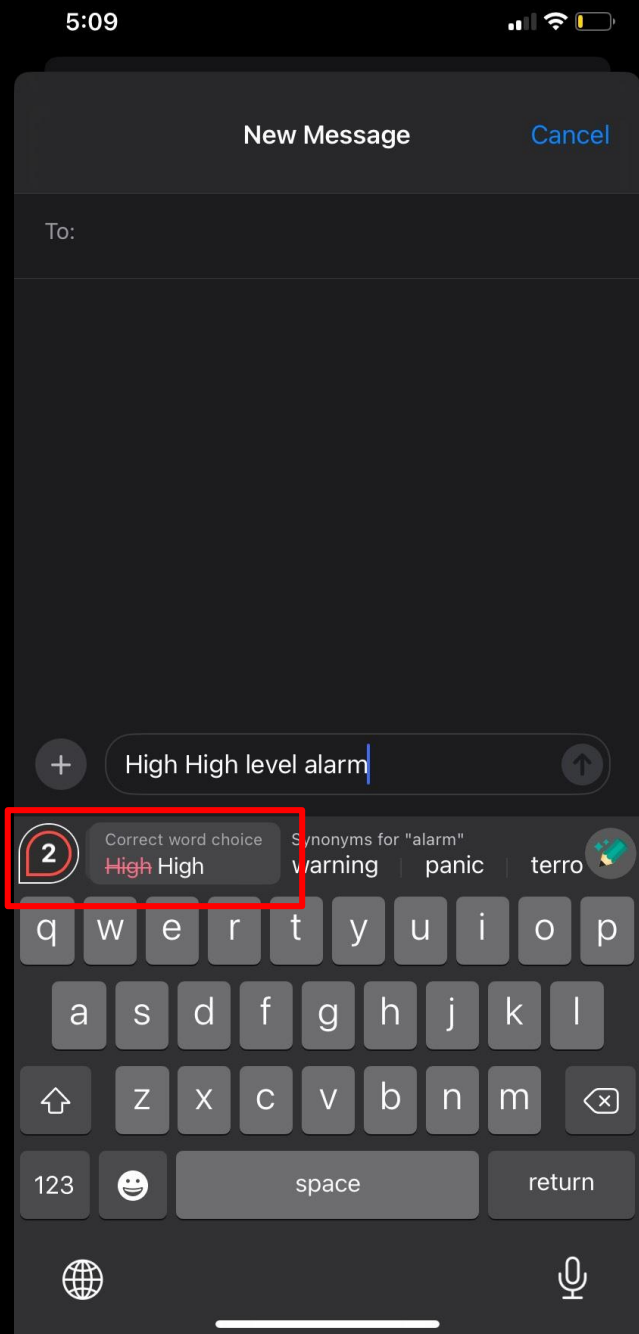 5:09
New Message
Cancel
To:
High High level alarm
2
Correct word choice
High High
Synonyms for "alarm"
warning
panic
terro
q w e r t y u i o p
a s d f g h j k l
z x c v b n m
123
space
return